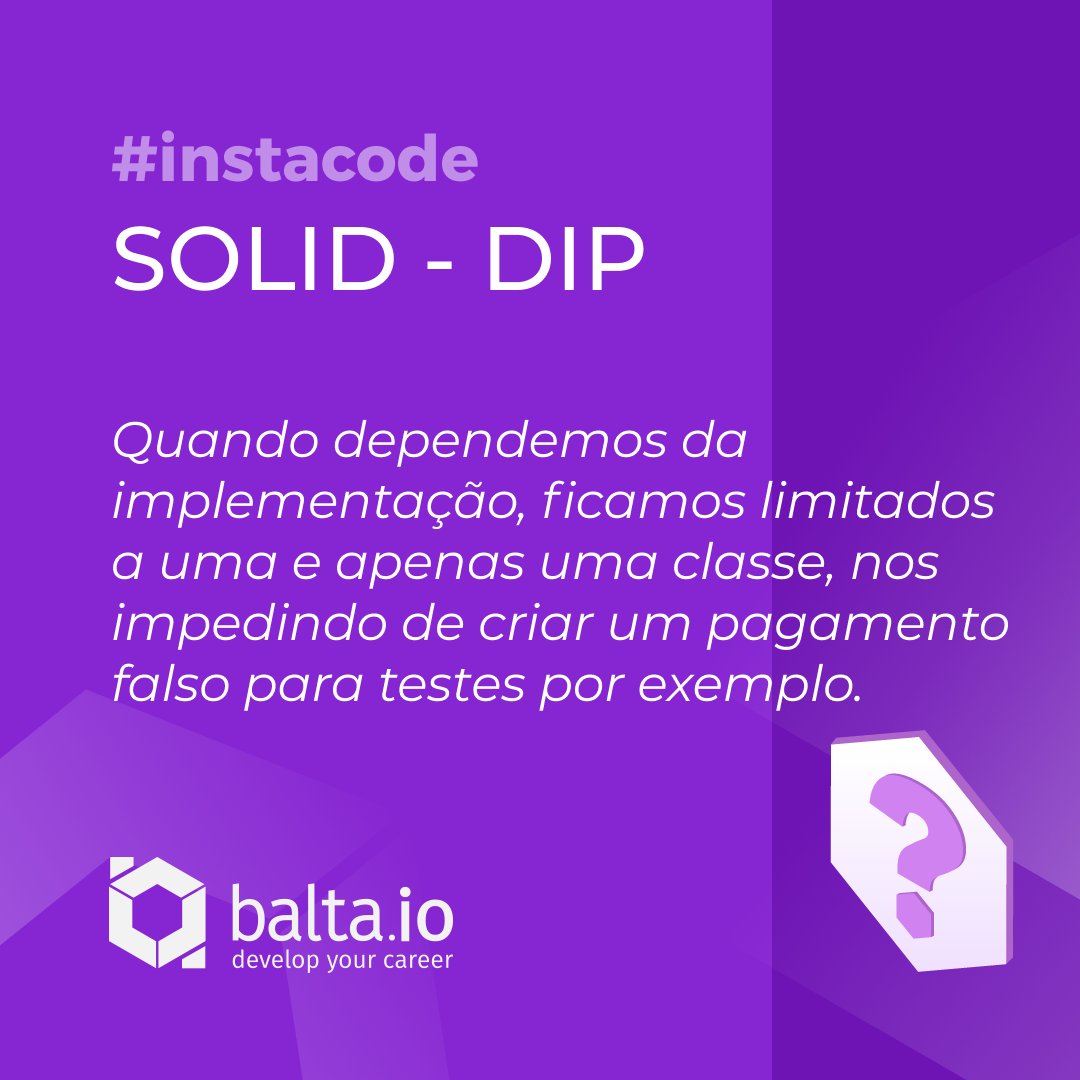 #instacode
SOLID - DIP
Quando dependemos da
implementação, ficamos limitados
a uma e apenas uma classe, nos
impedindo de criar um pagamento
falso para testes por exemplo.
?
balta.io
develop your career